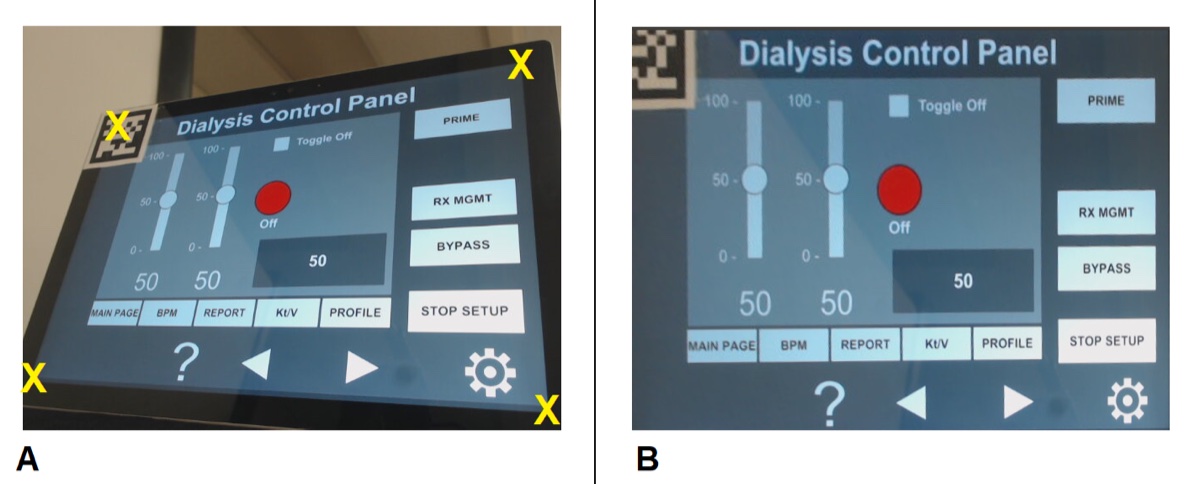 X
X
Dialysis Control Panel
Toggle Off
PRIME
100 -
100 -
50 -
50 -
RX MGMT
Off
0 -
0 -
BYPASS
50
50
50
MAIN PAGE
BPM
REPORT
Kt/V
PROFILE
STOP SETUP
?
X
X
A
Dialysis Control Panel
100 -
100 -
Toggle Off
PRIME
50 -
50 -
RX MGMT
Off
0 -
0 -
BYPASS
50
50
50
MAIN PAGE
BPM
REPORT
Kt/V
PROFILE
STOP SETUP
?
B